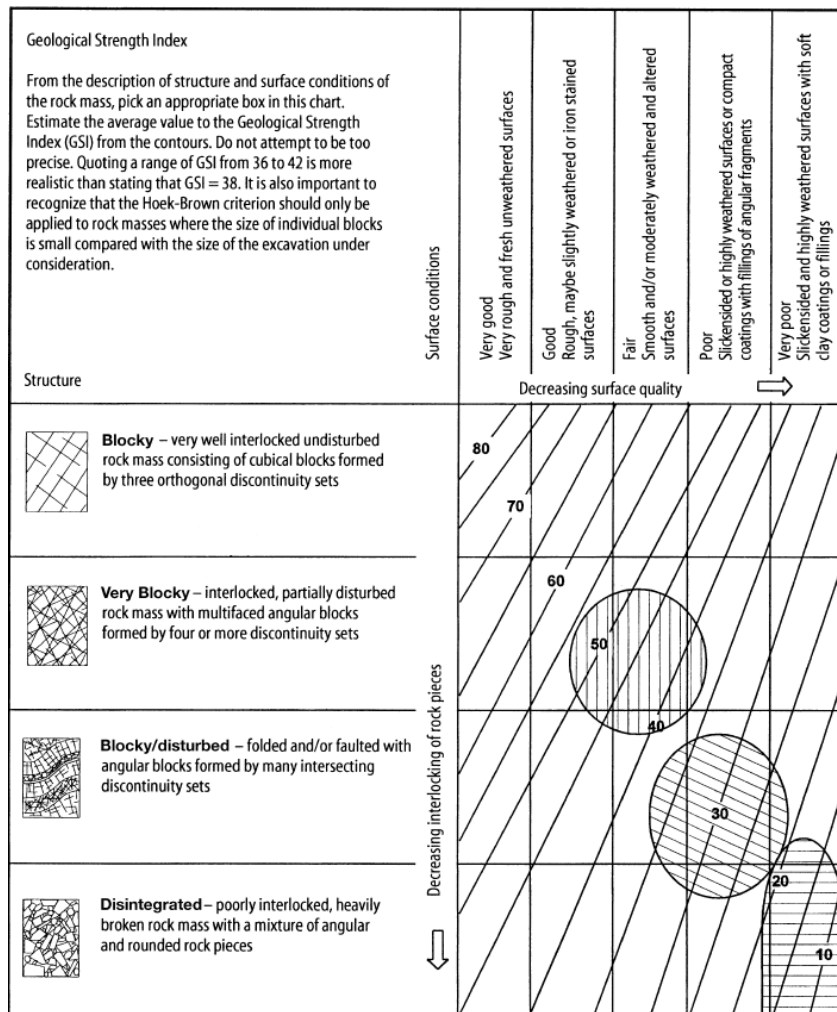 Geological Strength Index
From the description of structure and surface conditions of
the rock mass, pick an appropriate box in this chart.
Estimate the average value to the Geological Strength
Index (GSI) from the contours. Do not attempt to be too
precise. Quoting a range of GSI from 36 to 42 is more
realistic than stating that GSI = 38. It is also important to
recognize that the Hoek-Brown criterion should only be
applied to rock masses where the size of individual blocks
is small compared with the size of the excavation under
consideration.
Structure
Surface conditions
Very good
Very rough and fresh unweathered surfaces
Good
Rough, maybe slightly weathered or iron stained
surfaces
Fair
Smooth and/or moderately weathered and altered
surfaces
Poor
Slickensided or highly weathered surfaces or compact
coatings with fillings of angular fragments
Very poor
Slickensided and highly weathered surfaces with soft
clay coatings or fillings
Decreasing surface quality
Blocky – very well interlocked undisturbed
rock mass consisting of cubical blocks formed
by three orthogonal discontinuity sets
Very Blocky – interlocked, partially disturbed
rock mass with multifaced angular blocks
formed by four or more discontinuity sets
Blocky/disturbed – folded and/or faulted with
angular blocks formed by many intersecting
discontinuity sets
Disintegrated – poorly interlocked, heavily
broken rock mass with a mixture of angular
and rounded rock pieces
Decreasing interlocking of rock pieces
80
70
60
50
40
30
20
10